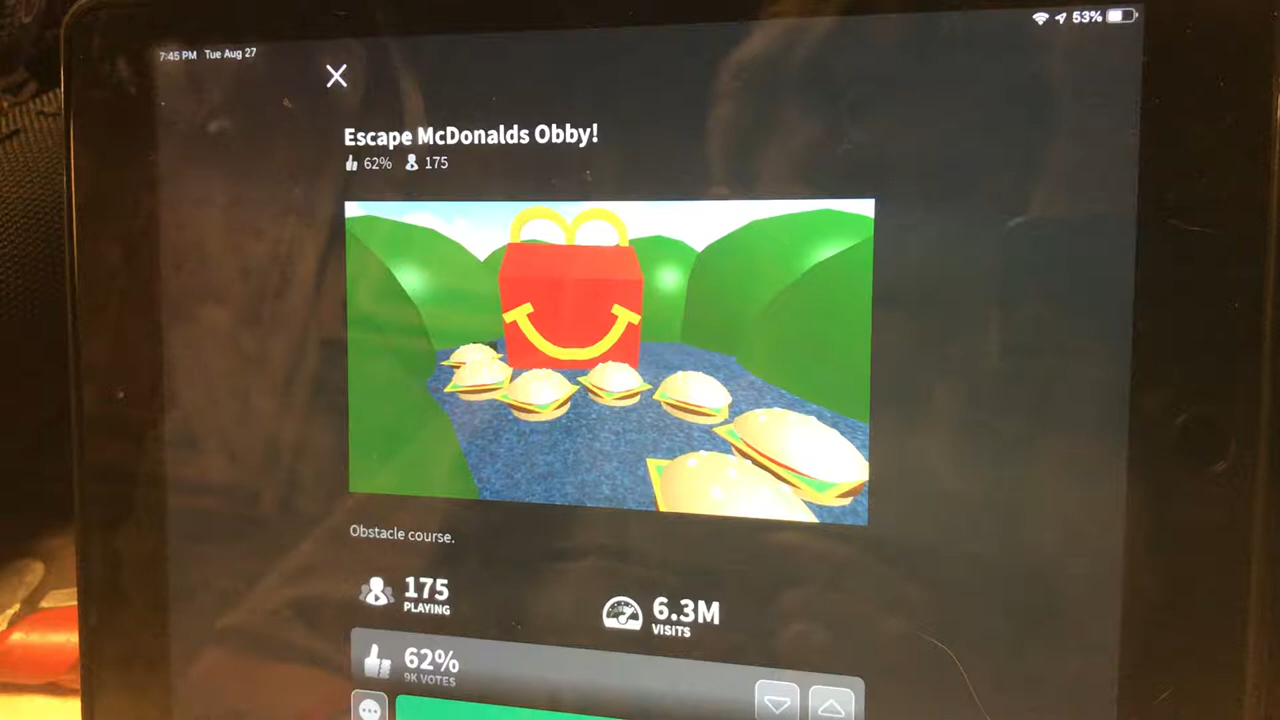 7:45 PM Tue Aug 27
53%
Escape McDonalds Obby!
62% 175
Obstacle course.
175
PLAYING
6.3M
VISITS
62%
9K VOTES